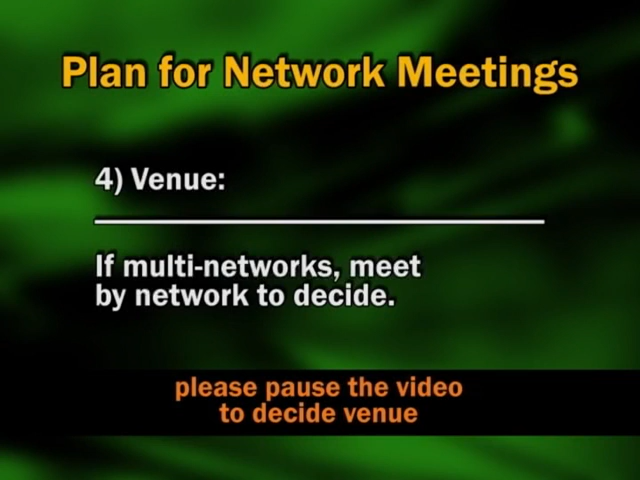 Plan for Network Meetings
4) Venue:
If multi-networks, meet
by network to decide.
please pause the video
to decide venue